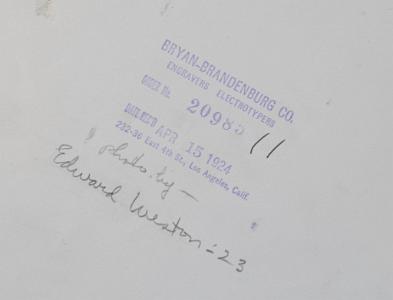 BRYAN-BRANDENBURG CO.
ENGRAVERS ELECTROTYPERS
ORDER No. 20985 11
DATE REC'D APR 15 1924
232-36 East 4th St., Los Angeles, Calif.
photo. by —
Edward Weston = 23